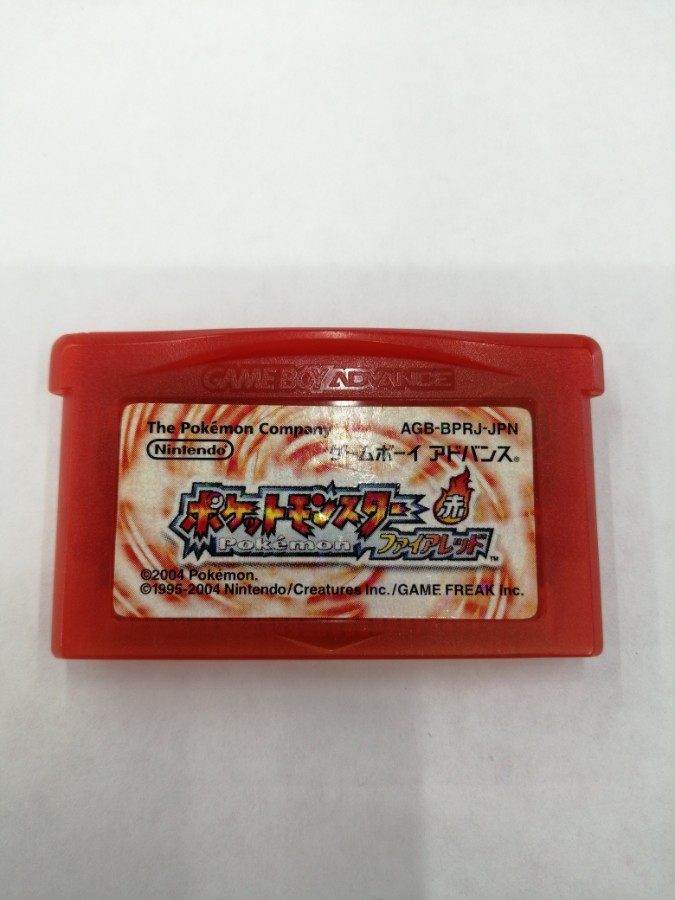 GAME BOY ADVANCE
The Pokémon Company AGB-BPRJ-JPN
Nintendo® ゲームボーイ アドバンス®
ポケットモンスター 赤
Pokémon ファイアレッド™
©2004 Pokémon.
©1995-2004 Nintendo/Creatures Inc./GAME FREAK Inc.